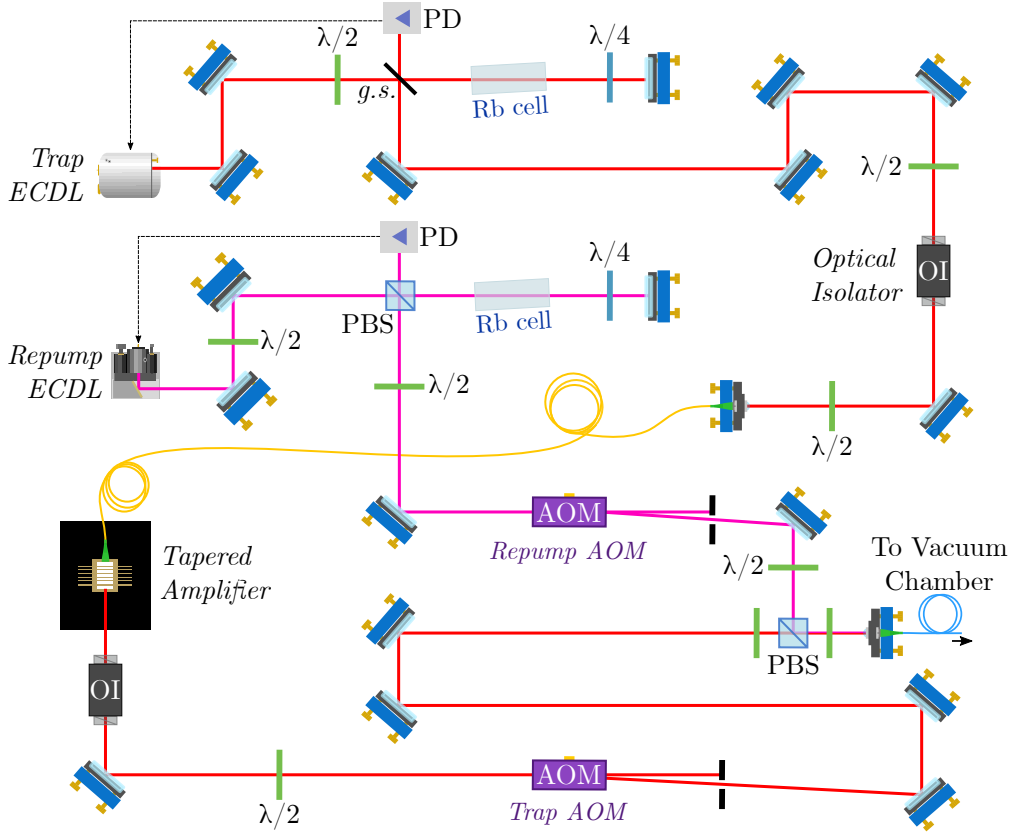 PD
λ/2
λ/4
g.s.
Rb cell
Trap
ECDL
λ/2
PD
λ/4
Optical
Isolator
OI
PBS
Rb cell
λ/2
Repump
ECDL
λ/2
λ/2
AOM
Repump AOM
To Vacuum
Chamber
Tapered
Amplifier
λ/2
PBS
OI
AOM
λ/2
Trap AOM